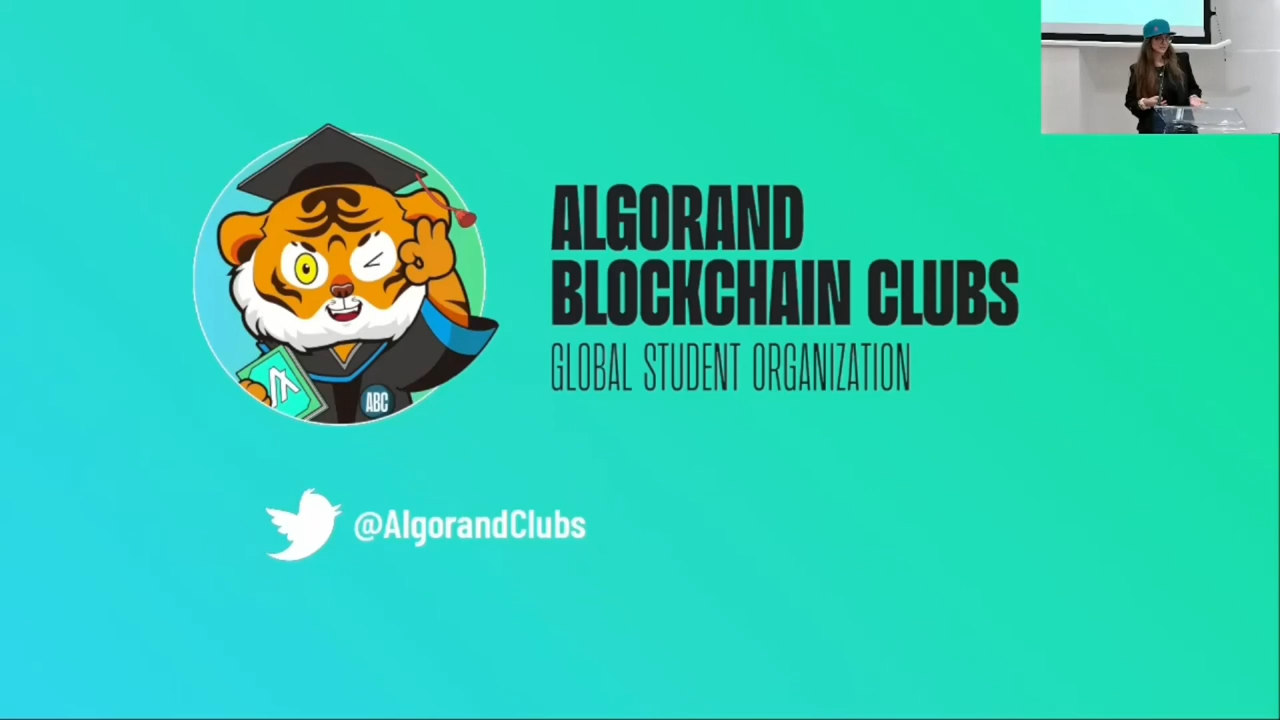 ALGORAND
BLOCKCHAIN CLUBS
GLOBAL STUDENT ORGANIZATION
ABC
@AlgorandClubs